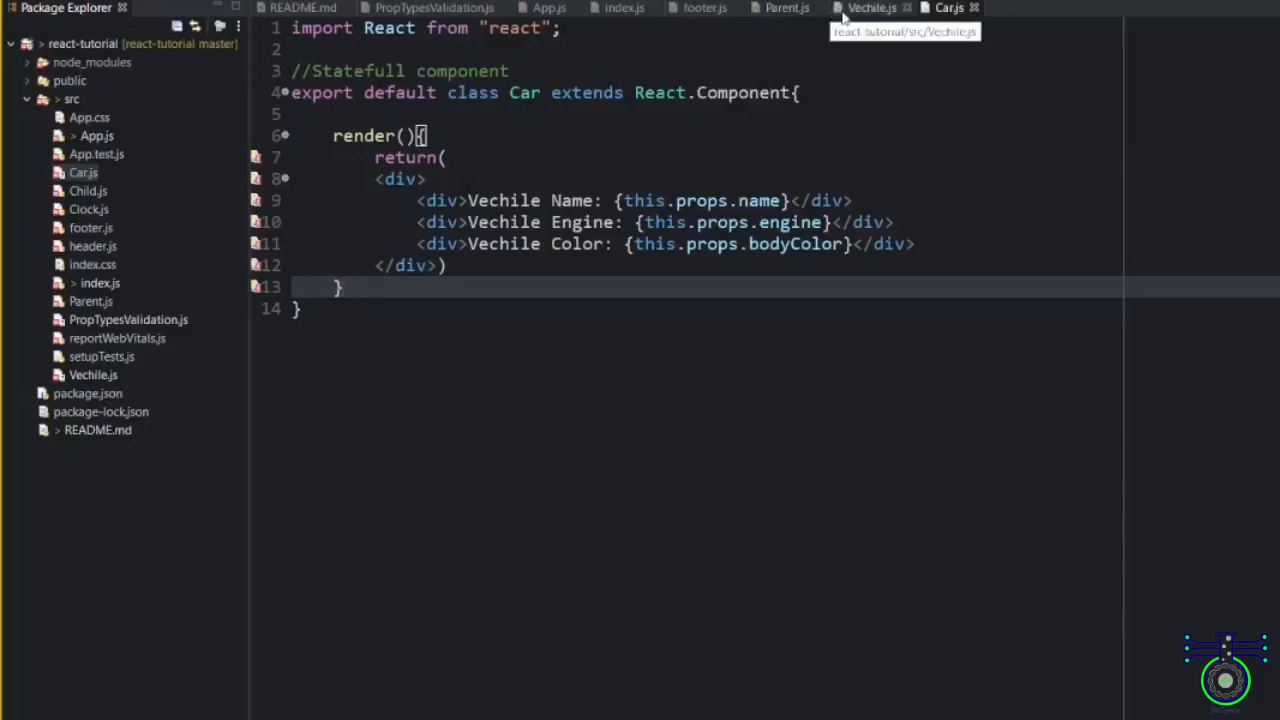 Package Explorer
README.md PropTypesValidation.js App.js index.js footer.js Parent.js Vechile.js Car.js
react-tutorial/src/Vechile.js
> react-tutorial [react-tutorial master]
node_modules
public
> src
App.css
> App.js
App.test.js
Car.js
Child.js
Clock.js
footer.js
header.js
index.css
> index.js
Parent.js
PropTypesValidation.js
reportWebVitals.js
setupTests.js
Vechile.js
package.json
package-lock.json
> README.md
1 import React from "react";
2
3 //Statefull component
4 export default class Car extends React.Component{
5
6 render(){
7 return(
8 <div>
9 <div>Vechile Name: {this.props.name}</div>
10 <div>Vechile Engine: {this.props.engine}</div>
11 <div>Vechile Color: {this.props.bodyColor}</div>
12 </div>)
13 }
14 }